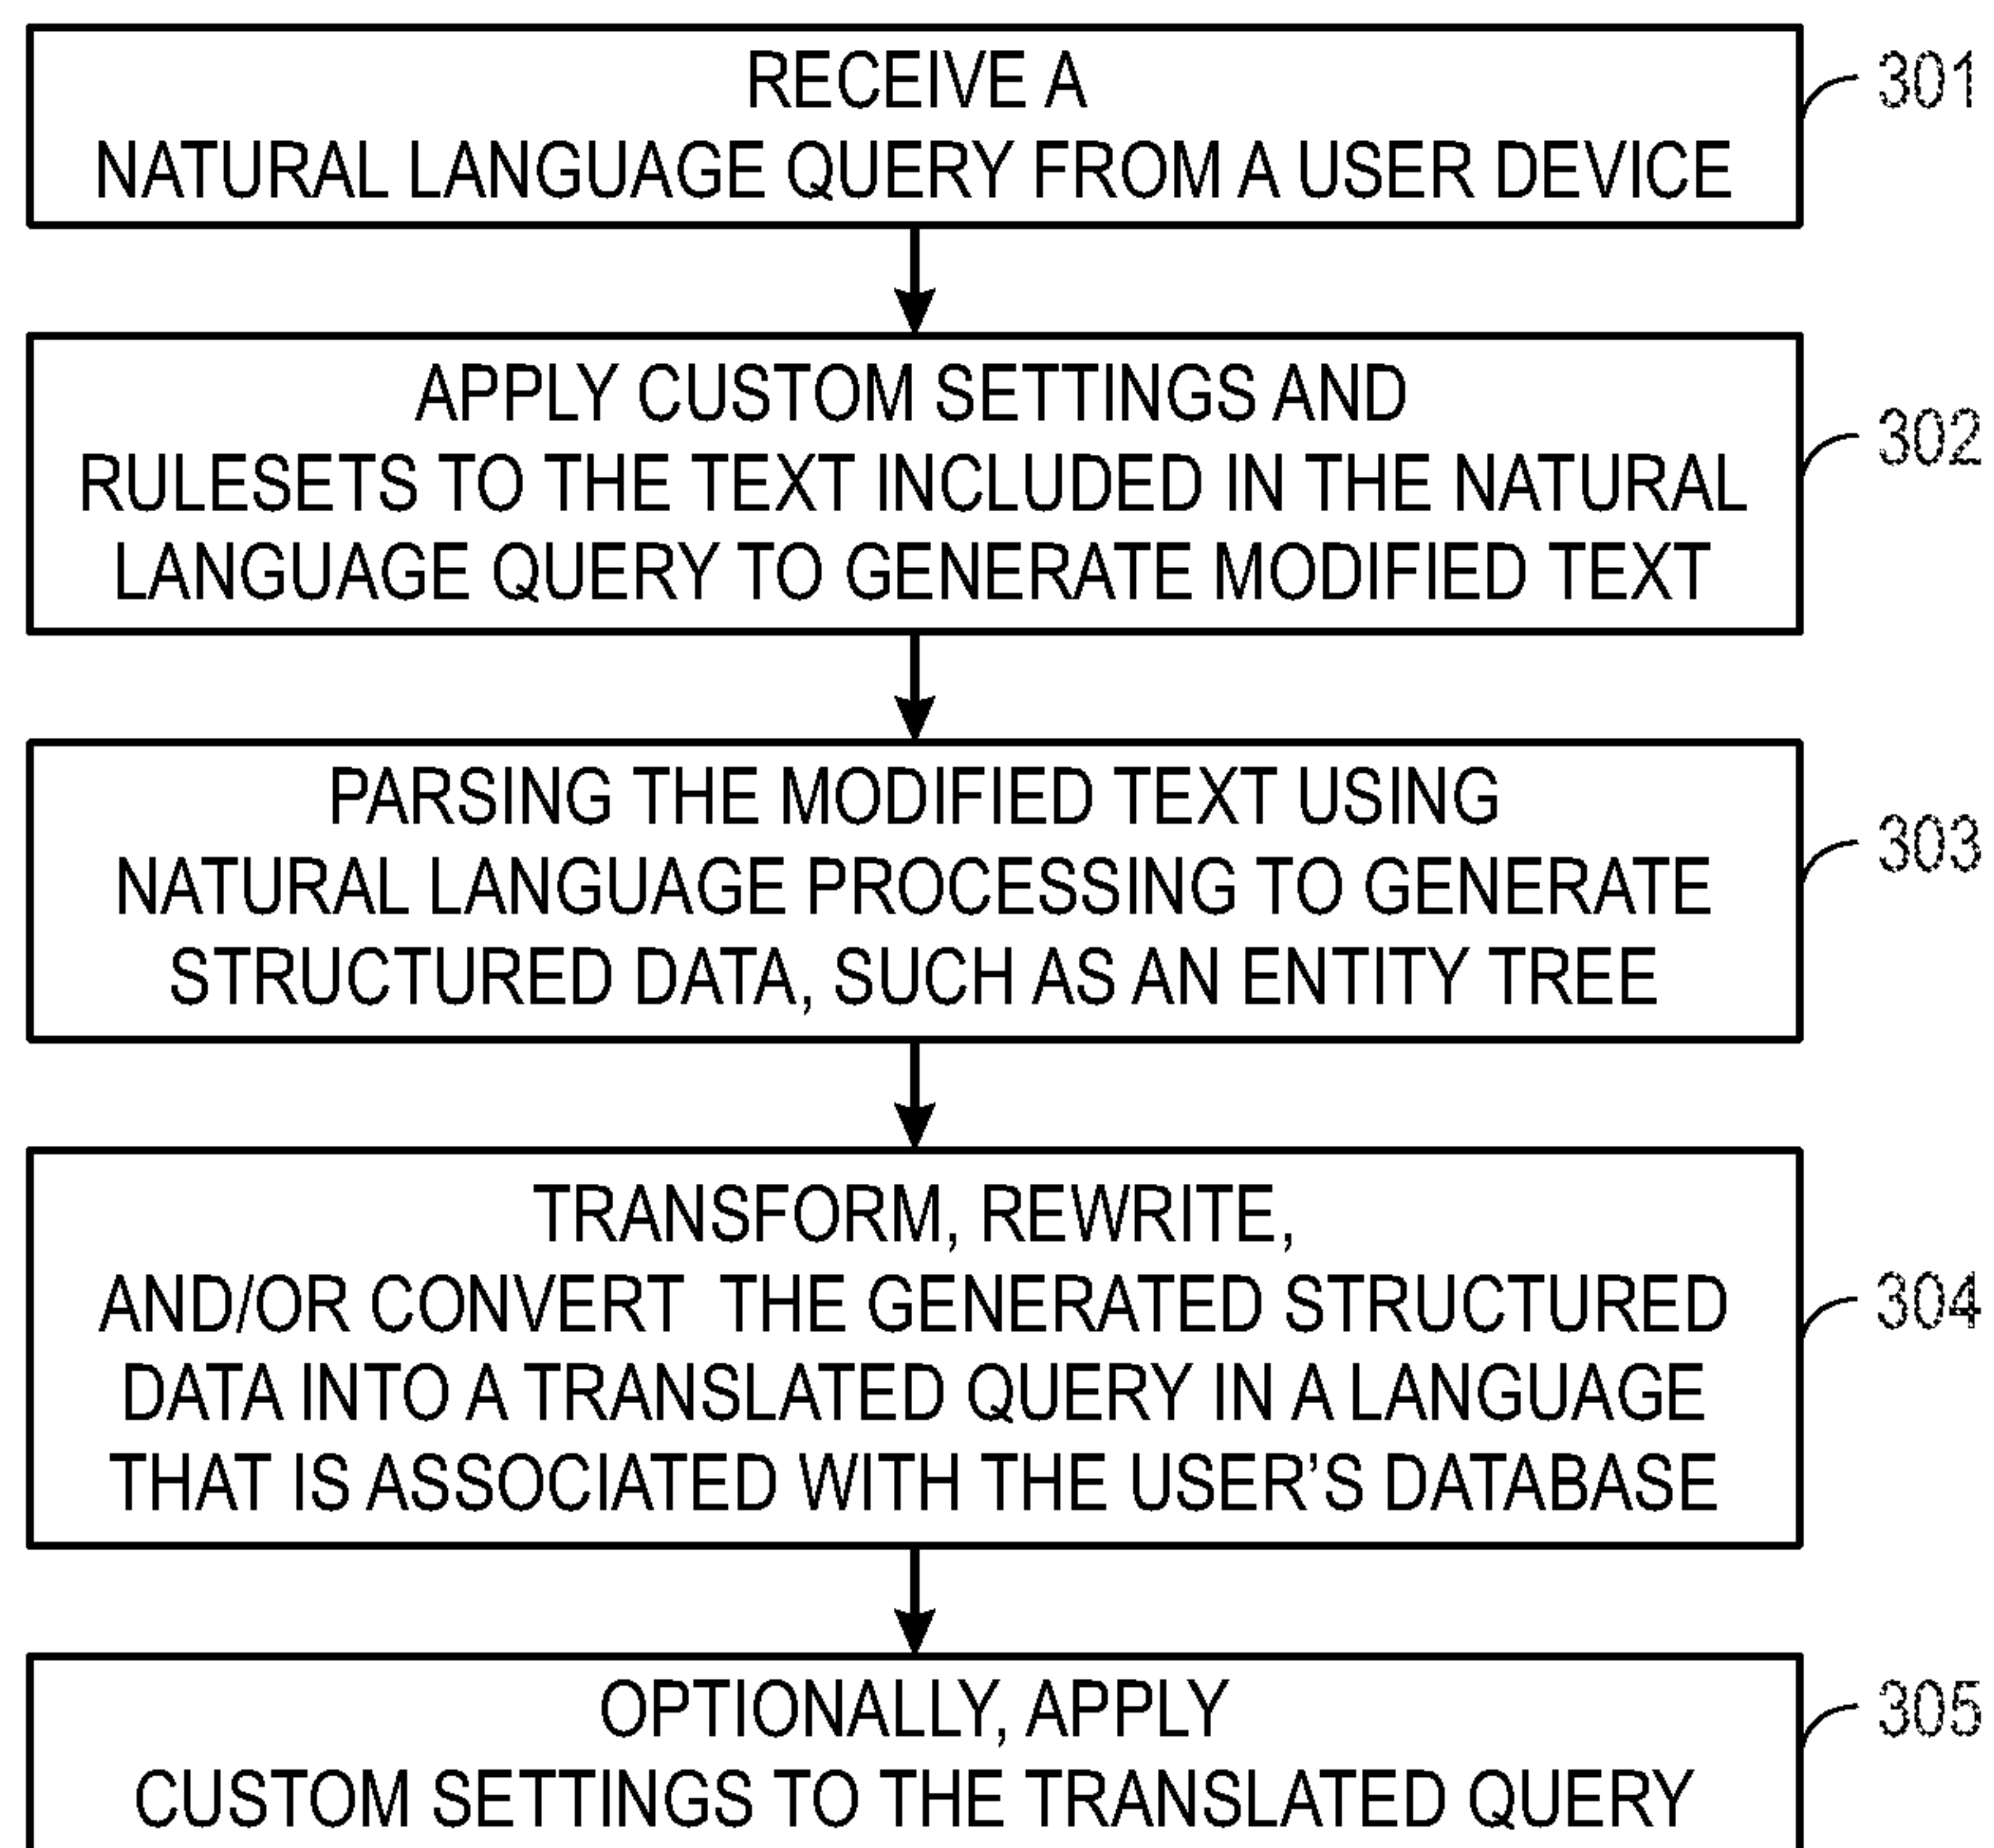 RECEIVE A
NATURAL LANGUAGE QUERY FROM A USER DEVICE
301
APPLY CUSTOM SETTINGS AND
RULESETS TO THE TEXT INCLUDED IN THE NATURAL
LANGUAGE QUERY TO GENERATE MODIFIED TEXT
302
PARSING THE MODIFIED TEXT USING
NATURAL LANGUAGE PROCESSING TO GENERATE
STRUCTURED DATA, SUCH AS AN ENTITY TREE
303
TRANSFORM, REWRITE,
AND/OR CONVERT THE GENERATED STRUCTURED
DATA INTO A TRANSLATED QUERY IN A LANGUAGE
THAT IS ASSOCIATED WITH THE USER’S DATABASE
304
OPTIONALLY, APPLY
CUSTOM SETTINGS TO THE TRANSLATED QUERY
305